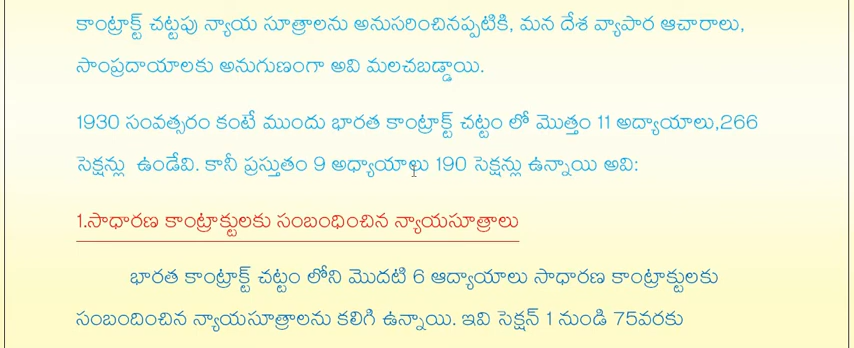 కాంట్రాక్ట్ చట్టపు న్యాయ సూత్రాలను అనుసరించినప్పటికి, మన దేశ వ్యాపార ఆచారాలు,
సాంప్రదాయాలకు అనుగుణంగా అవి మలచబడ్డాయి.
1930 సంవత్సరం కంటే ముందు భారత కాంట్రాక్ట్ చట్టం లో మొత్తం 11 అద్యాయాలు,266
సెక్షన్లు ఉండేవి. కానీ ప్రస్తుతం 9 అధ్యాయాలు 190 సెక్షన్లు ఉన్నాయి అవి:
1.సాధారణ కాంట్రాక్టులకు సంబంధించిన న్యాయసూత్రాలు
భారత కాంట్రాక్ట్ చట్టం లోని మొదటి 6 ఆద్యాయాలు సాధారణ కాంట్రాక్టులకు
సంబందించిన న్యాయసూత్రాలను కలిగి ఉన్నాయి. ఇవి సెక్షన్ 1 నుండి 75వరకు